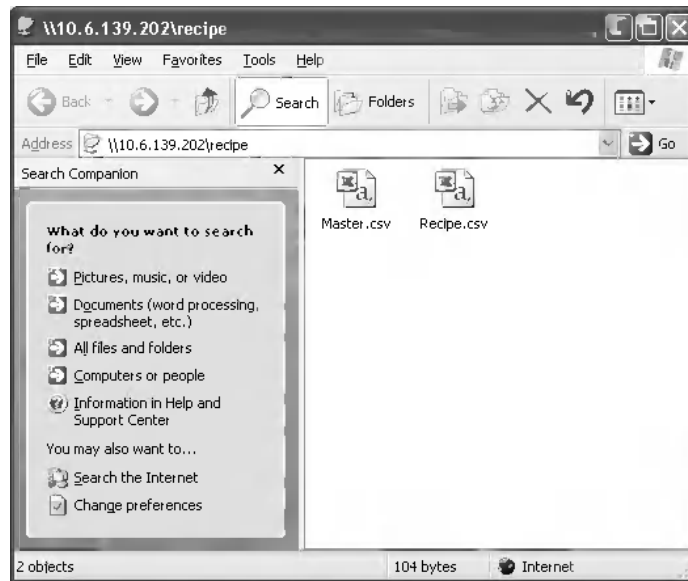 \\10.6.139.202\recipe
File Edit View Favorites Tools Help
Back Search Folders
Address \\10.6.139.202\recipe Go
Search Companion ×
Master.csv Recipe.csv
What do you want to search
for?
Pictures, music, or video
Documents (word processing,
spreadsheet, etc.)
All files and folders
Computers or people
Information in Help and
Support Center
You may also want to...
Search the Internet
Change preferences
2 objects 104 bytes Internet